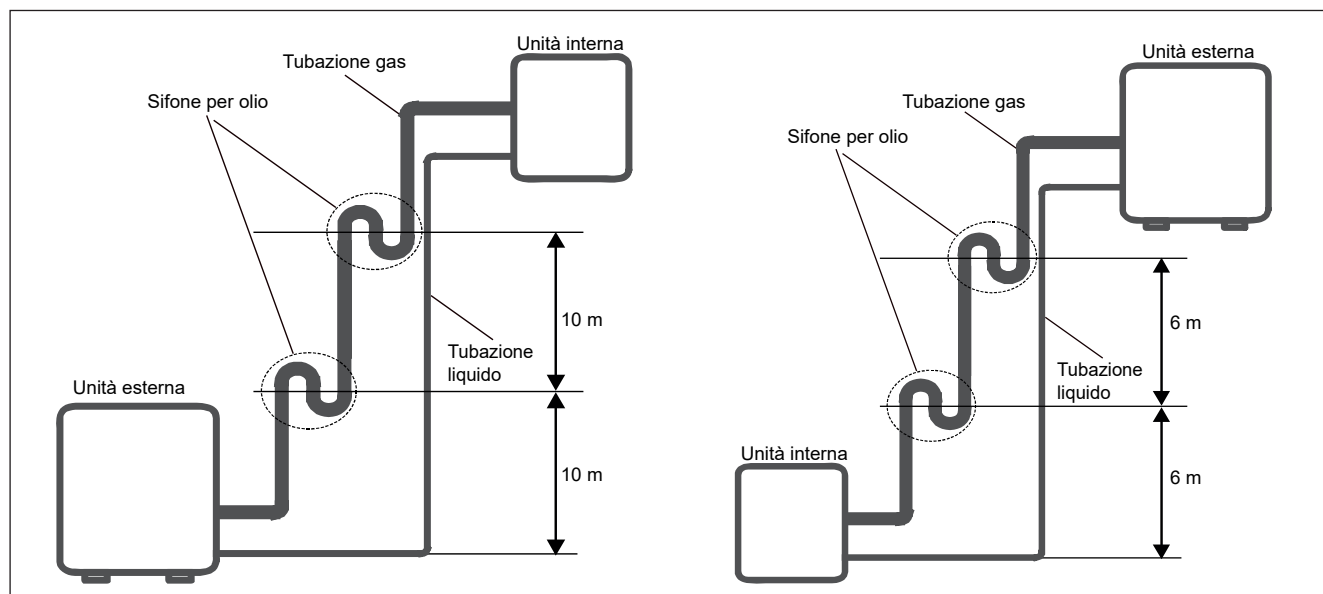 Unità interna
Tubazione gas
Sifone per olio
10 m
Tubazione
liquido
Unità esterna
10 m
Unità esterna
Tubazione gas
Sifone per olio
6 m
Tubazione
liquido
Unità interna
6 m